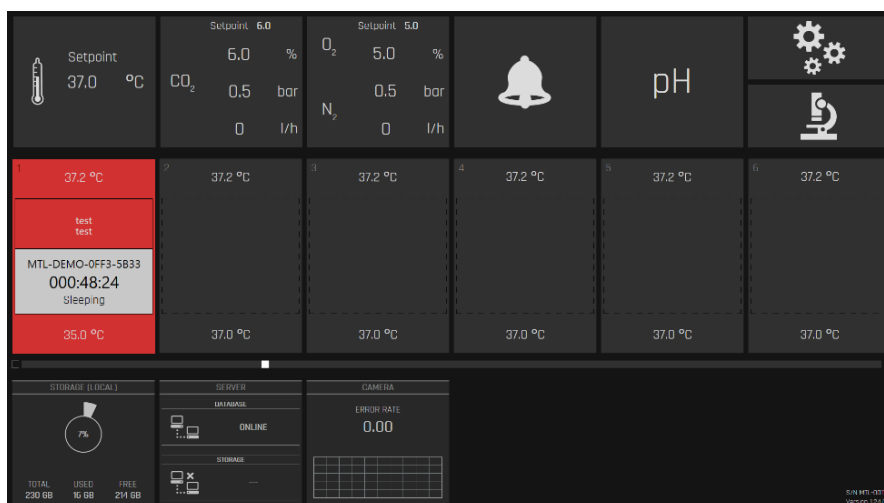 Setpoint
37.0 °C
Setpoint 6.0
CO2
6.0 %
0.5 bar
0 l/h
Setpoint 5.0
O2
5.0 %
0.5 bar
N2
0 l/h
pH
1
37.2 °C
test
test
MTL-DEMO-0FF3-5B33
000:48:24
Sleeping
35.0 °C
2
37.2 °C
37.0 °C
3
37.2 °C
37.0 °C
4
37.2 °C
37.0 °C
5
37.2 °C
37.0 °C
6
37.2 °C
37.0 °C
STORAGE (LOCAL)
7%
TOTAL USED FREE
230 GB 16 GB 214 GB
SERVER
DATABASE
ONLINE
STORAGE
—
CAMERA
ERROR RATE
0.00
S/N MTL-
Version